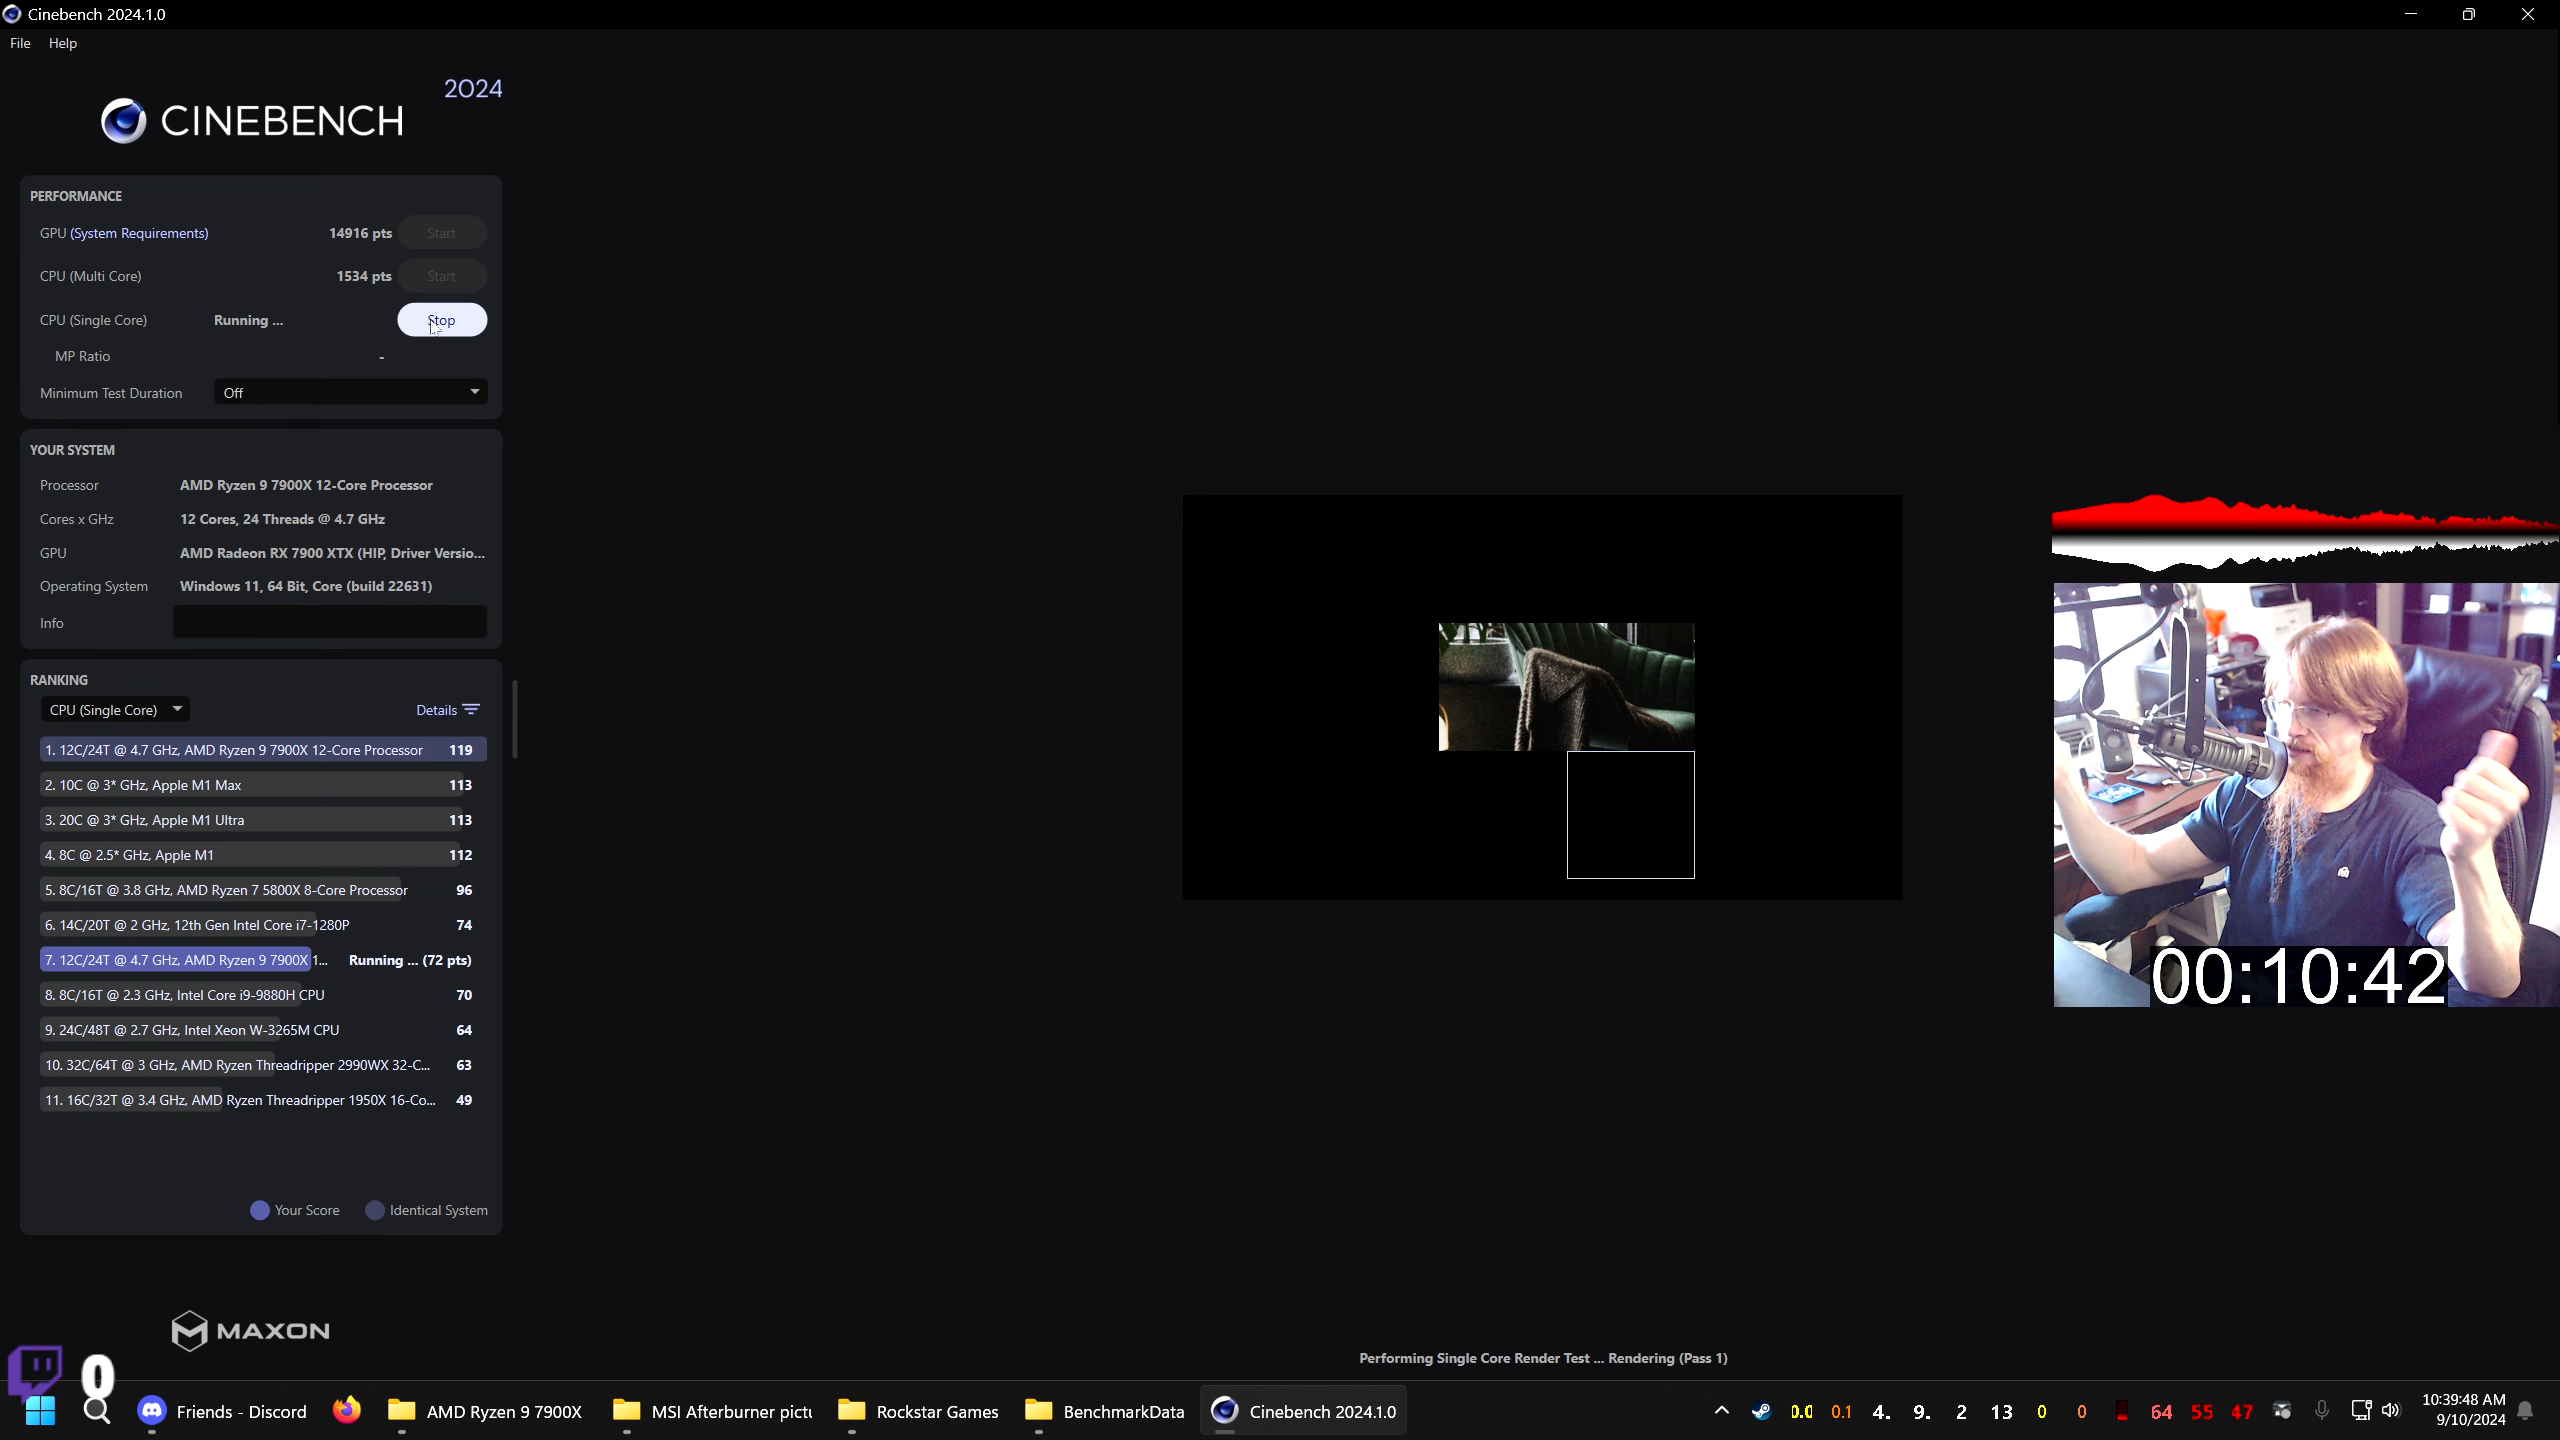 Cinebench 2024.1.0
File Help
2024
CINEBENCH
PERFORMANCE
GPU (System Requirements) 14916 pts Start
CPU (Multi Core) 1534 pts Start
CPU (Single Core) Running ... Stop
MP Ratio -
Minimum Test Duration Off
YOUR SYSTEM
Processor AMD Ryzen 9 7900X 12-Core Processor
Cores x GHz 12 Cores, 24 Threads @ 4.7 GHz
GPU AMD Radeon RX 7900 XTX (HIP, Driver Versio...
Operating System Windows 11, 64 Bit, Core (build 22631)
Info
RANKING
CPU (Single Core) Details
1. 12C/24T @ 4.7 GHz, AMD Ryzen 9 7900X 12-Core Processor 119
2. 10C @ 3* GHz, Apple M1 Max 113
3. 20C @ 3* GHz, Apple M1 Ultra 113
4. 8C @ 2.5* GHz, Apple M1 112
5. 8C/16T @ 3.8 GHz, AMD Ryzen 7 5800X 8-Core Processor 96
6. 14C/20T @ 2 GHz, 12th Gen Intel Core i7-1280P 74
7. 12C/24T @ 4.7 GHz, AMD Ryzen 9 7900X 1... Running ... (72 pts)
8. 8C/16T @ 2.3 GHz, Intel Core i9-9880H CPU 70
9. 24C/48T @ 2.7 GHz, Intel Xeon W-3265M CPU 64
10. 32C/64T @ 3 GHz, AMD Ryzen Threadripper 2990WX 32-C... 63
11. 16C/32T @ 3.4 GHz, AMD Ryzen Threadripper 1950X 16-Co... 49
Your Score Identical System
00:10:42
MAXON
Performing Single Core Render Test ... Rendering (Pass 1)
0
Friends - Discord AMD Ryzen 9 7900X MSI Afterburner pictu Rockstar Games BenchmarkData Cinebench 2024.1.0 0.0 0.1 4. 9. 2 13 0 0 64 55 47 10:39:48 AM
9/10/2024